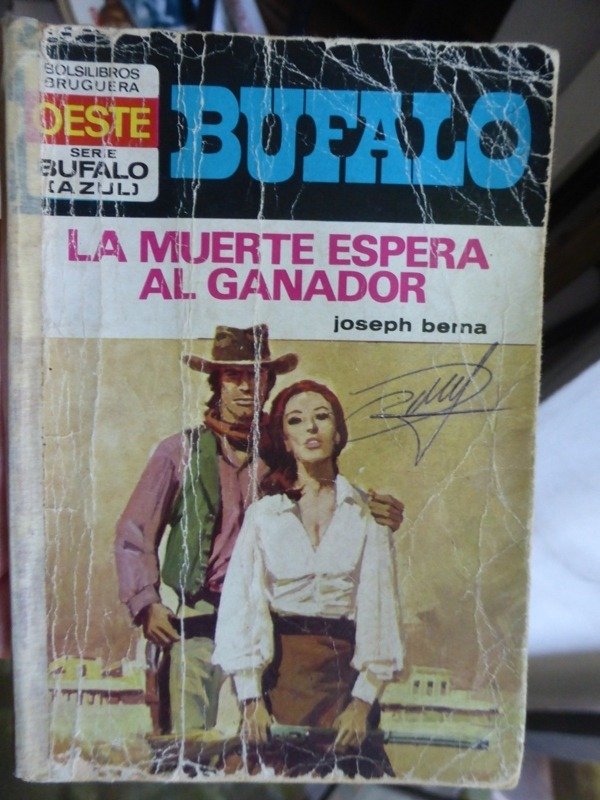 BOLSILIBROS
BRUGUERA
OESTE
SERIE
BUFALO
(AZUL)
BUFALO
LA MUERTE ESPERA
AL GANADOR
joseph berna